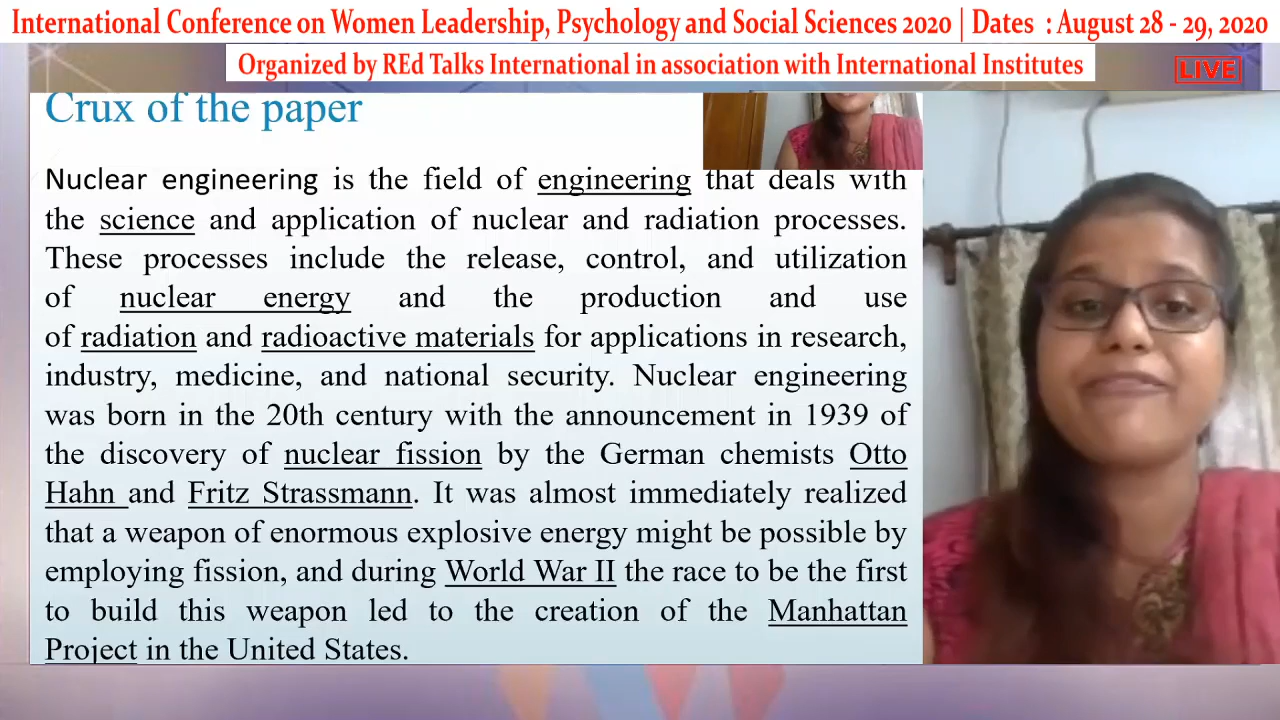 International Conference on Women Leadership, Psychology and Social Sciences 2020 | Dates : August 28 - 29, 2020
Organized by REd Talks International in association with International Institutes
LIVE
Crux of the paper
Nuclear engineering is the field of engineering that deals with
the science and application of nuclear and radiation processes.
These processes include the release, control, and utilization
of nuclear energy and the production and use
of radiation and radioactive materials for applications in research,
industry, medicine, and national security. Nuclear engineering
was born in the 20th century with the announcement in 1939 of
the discovery of nuclear fission by the German chemists Otto
Hahn and Fritz Strassmann. It was almost immediately realized
that a weapon of enormous explosive energy might be possible by
employing fission, and during World War II the race to be the first
to build this weapon led to the creation of the Manhattan
Project in the United States.